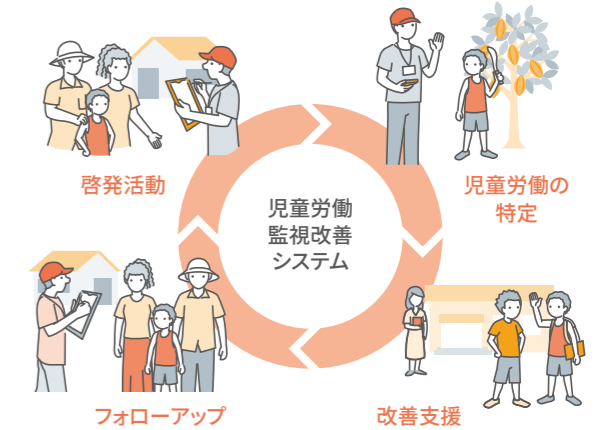 啓発活動
児童労働の
特定
児童労働
監視改善
システム
フォローアップ
改善支援